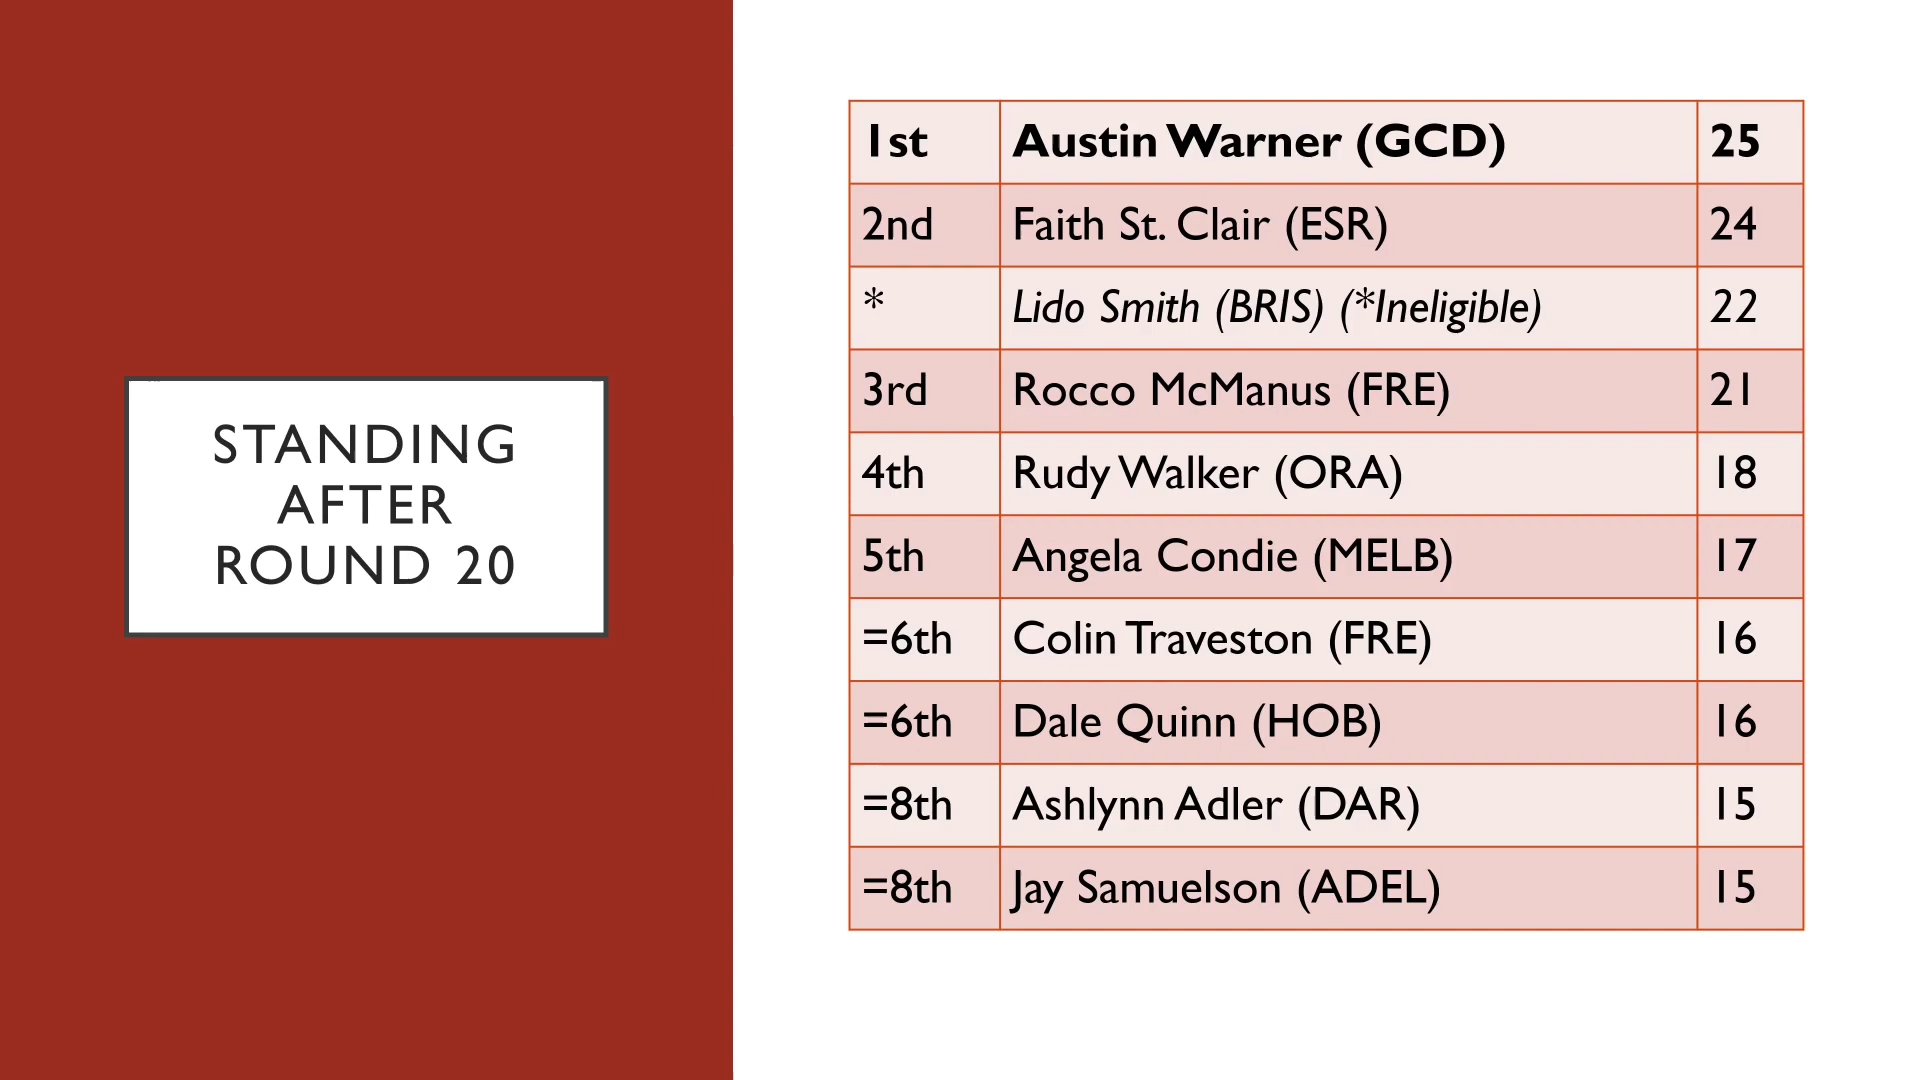 STANDING
AFTER
ROUND 20
1st Austin Warner (GCD) 25
2nd Faith St. Clair (ESR) 24
* Lido Smith (BRIS) (*Ineligible) 22
3rd Rocco McManus (FRE) 21
4th Rudy Walker (ORA) 18
5th Angela Condie (MELB) 17
=6th Colin Traveston (FRE) 16
=6th Dale Quinn (HOB) 16
=8th Ashlynn Adler (DAR) 15
=8th Jay Samuelson (ADEL) 15